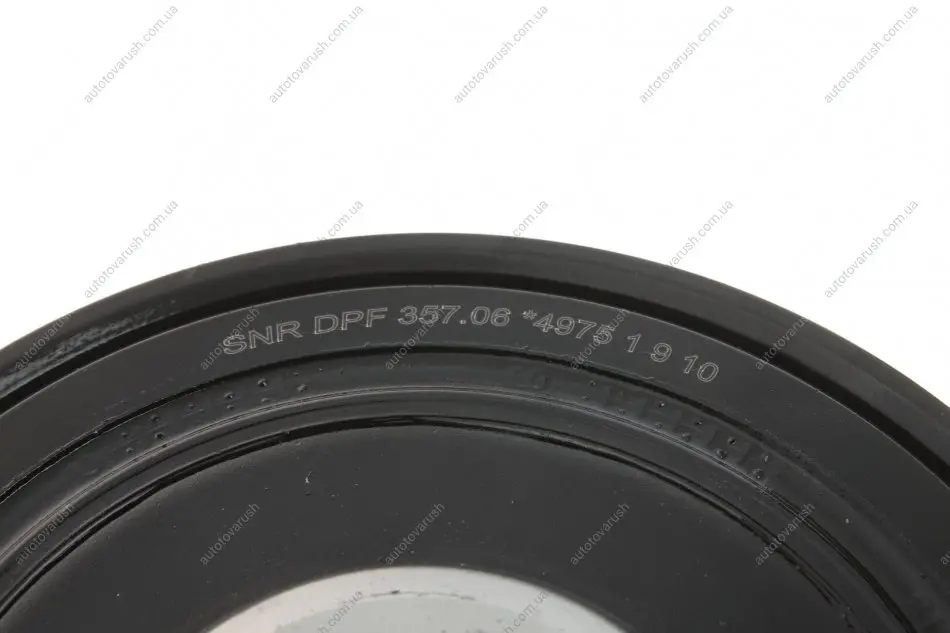 SNR DPF 357.06 *4975 1 9 10
autotovarush.com.ua